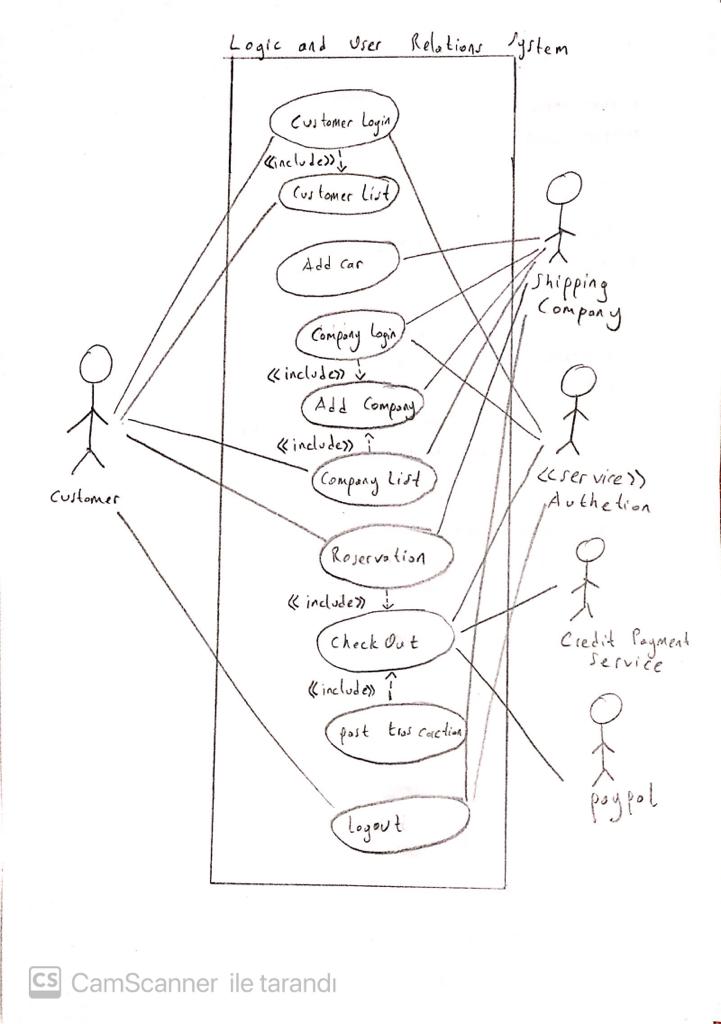 Logic and User Relations System
Customer Login
<<include>>
Customer List
Add Car
Company Login
<<include>>
Add Company
<<include>>
Company List
Roservation
<<include>>
Check Out
<<include>>
post
Logout
Customer
Shipping
Company
<<service>>
Authetion
Credit Payment
Service
paypal
CS CamScanner ile tarandı